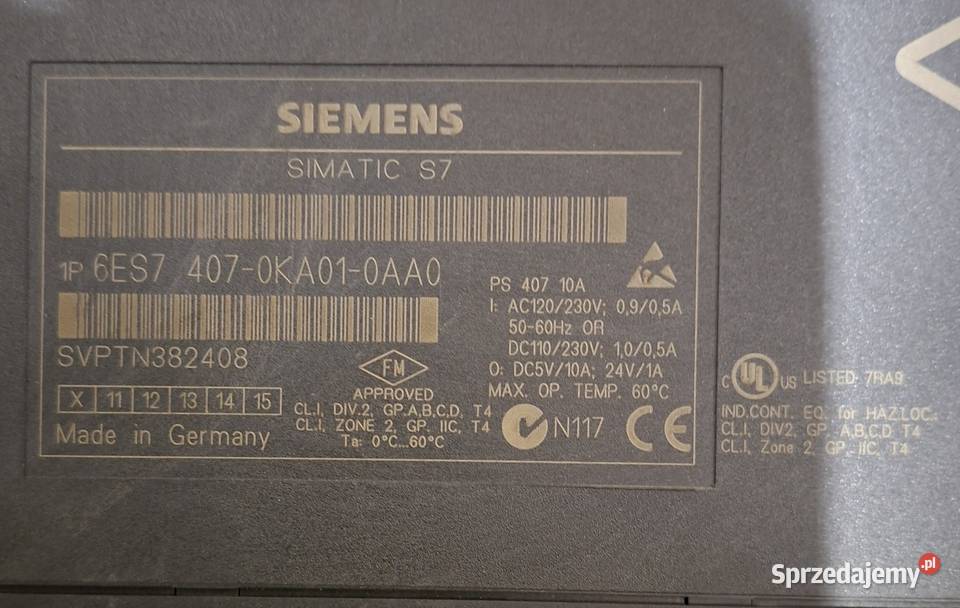 SIEMENS
SIMATIC S7
1P 6ES7 407-0KA01-0AA0
SVPTN382408
X 11 12 13 14 15
Made in Germany
FM
APPROVED
CL.I, DIV.2, GP.A,B,C,D, T4
CL.I, ZONE 2, GP. IIC, T4
Ta: 0°C...60°C
PS 407 10A
I: AC120/230V; 0,9/0,5A
50-60Hz OR
DC110/230V; 1,0/0,5A
O: DC5V/10A; 24V/1A
MAX. OP. TEMP. 60°C
N117 CE
C UL US LISTED 7RA9
IND.CONT. EQ. for HAZ.LOC.
CL.I, DIV2, GP. A,B,C,D T4
CL.I, Zone 2, GP. IIC, T4
Sprzedajemy.pl